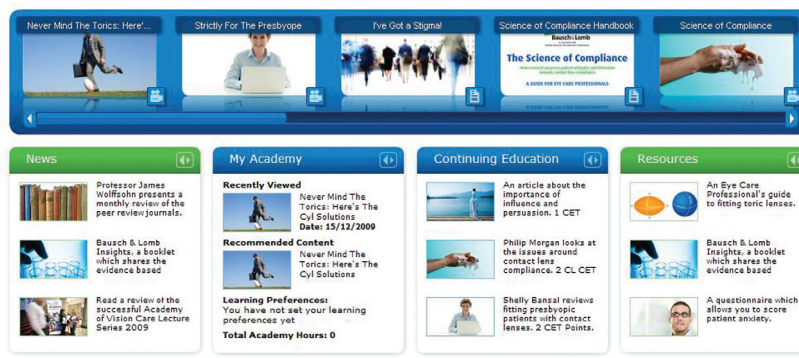 Never Mind The Torics: Here'...
Strictly For The Presbyope
I've Got a Stigma!
Science of Compliance Handbook
Science of Compliance
Bausch & Lomb
The Science of Compliance
A GUIDE FOR EYE CARE PROFESSIONALS
News
Professor James
Wolffsohn presents a
monthly review of the
peer review journals.
Bausch & Lomb
Insights, a booklet
which shares the
evidence based
Read a review of the
successful Academy
of Vision Care Lecture
Series 2009
My Academy
Recently Viewed
Never Mind The
Torics: Here's The
Cyl Solutions
Date: 15/12/2009
Recommended Content
Never Mind The
Torics: Here's The
Cyl Solutions
Learning Preferences:
You have not set your learning
preferences yet
Total Academy Hours: 0
Continuing Education
An article about the
importance of
influence and
persuasion. 1 CET
Philip Morgan looks at
the issues around
contact lens
compliance. 2 CL CET
Shelly Bansal reviews
fitting presbyopic
patients with contact
lenses. 2 CET Points.
Resources
An Eye Care
Professional's guide
to fitting toric lenses.
Bausch & Lomb
Insights, a booklet
which shares the
evidence based
A questionnaire which
allows you to score
patient anxiety.